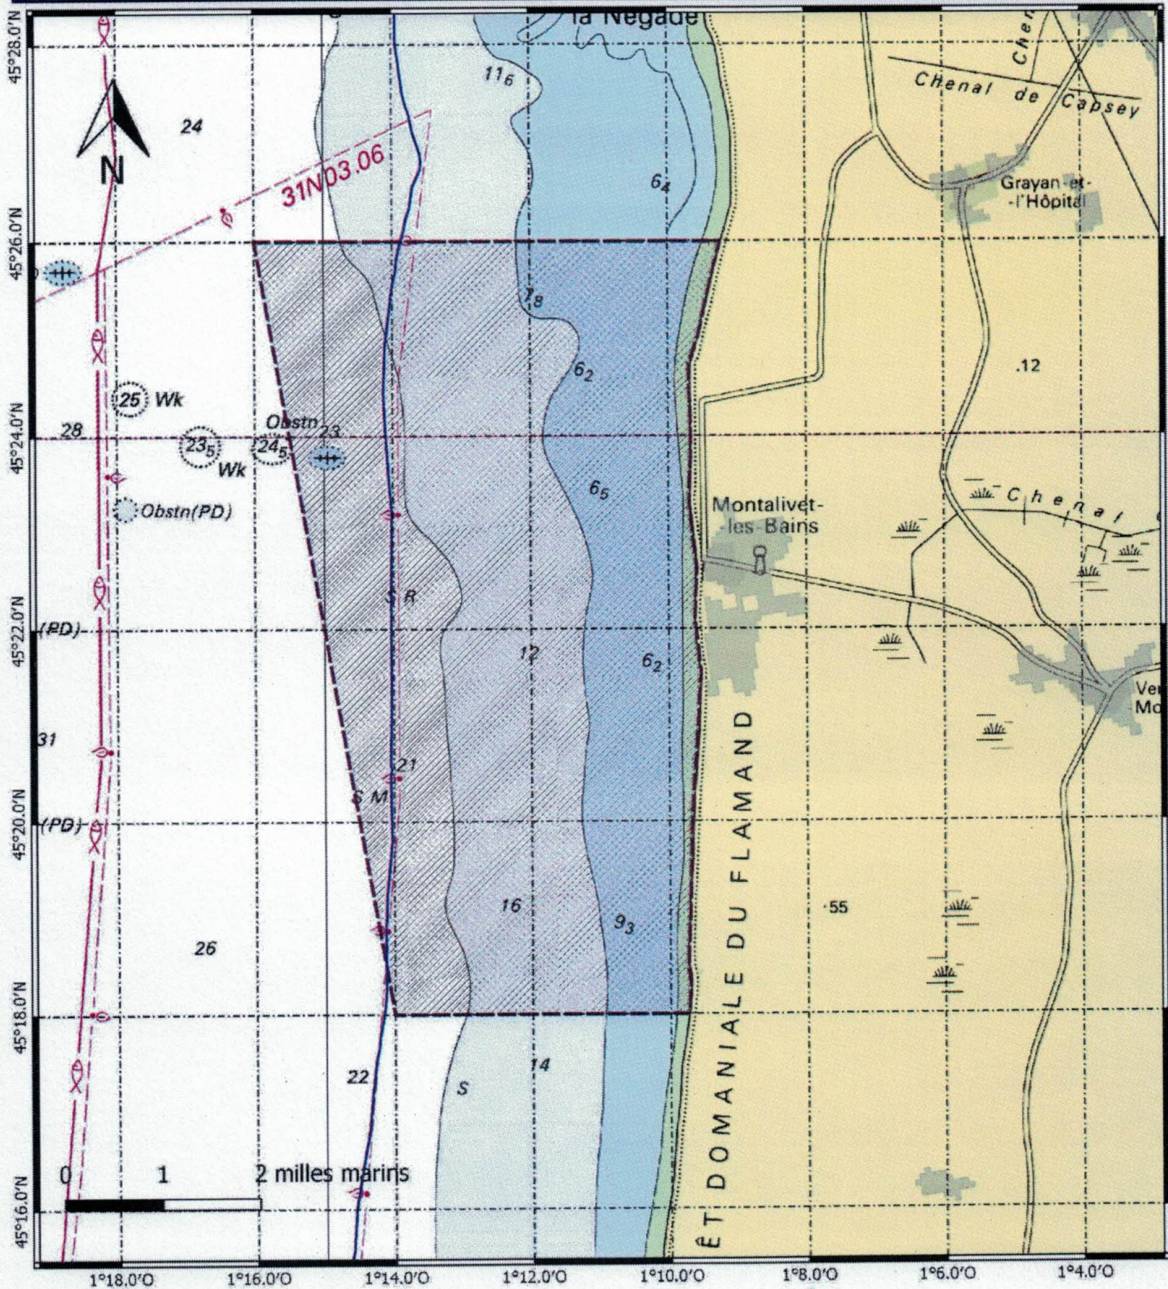 la Négade
45°28.0'N
11₆
24
N
31N03.06
6₄
Chen
Chenal de Capsey
Grayan-et-
-l'Hôpital
45°26.0'N
7₈
6₂
.12
25 Wk
28
Obstn
23
45°24.0'N
23₅
Wk
24₅
Obstn(PD)
6₅
Montalivet-
les-Bains
Chenal
S R
45°22.0'N
(PD)
12
6₂
Ver
Mo
31
21
S M
45°20.0'N
(PD)
16
9₃
·55
26
45°18.0'N
ÊT DOMANIALE DU FLAMAND
22
14
S
0 1 2 milles marins
45°16.0'N
1°18.0'O 1°16.0'O 1°14.0'O 1°12.0'O 1°10.0'O 1°8.0'O 1°6.0'O 1°4.0'O